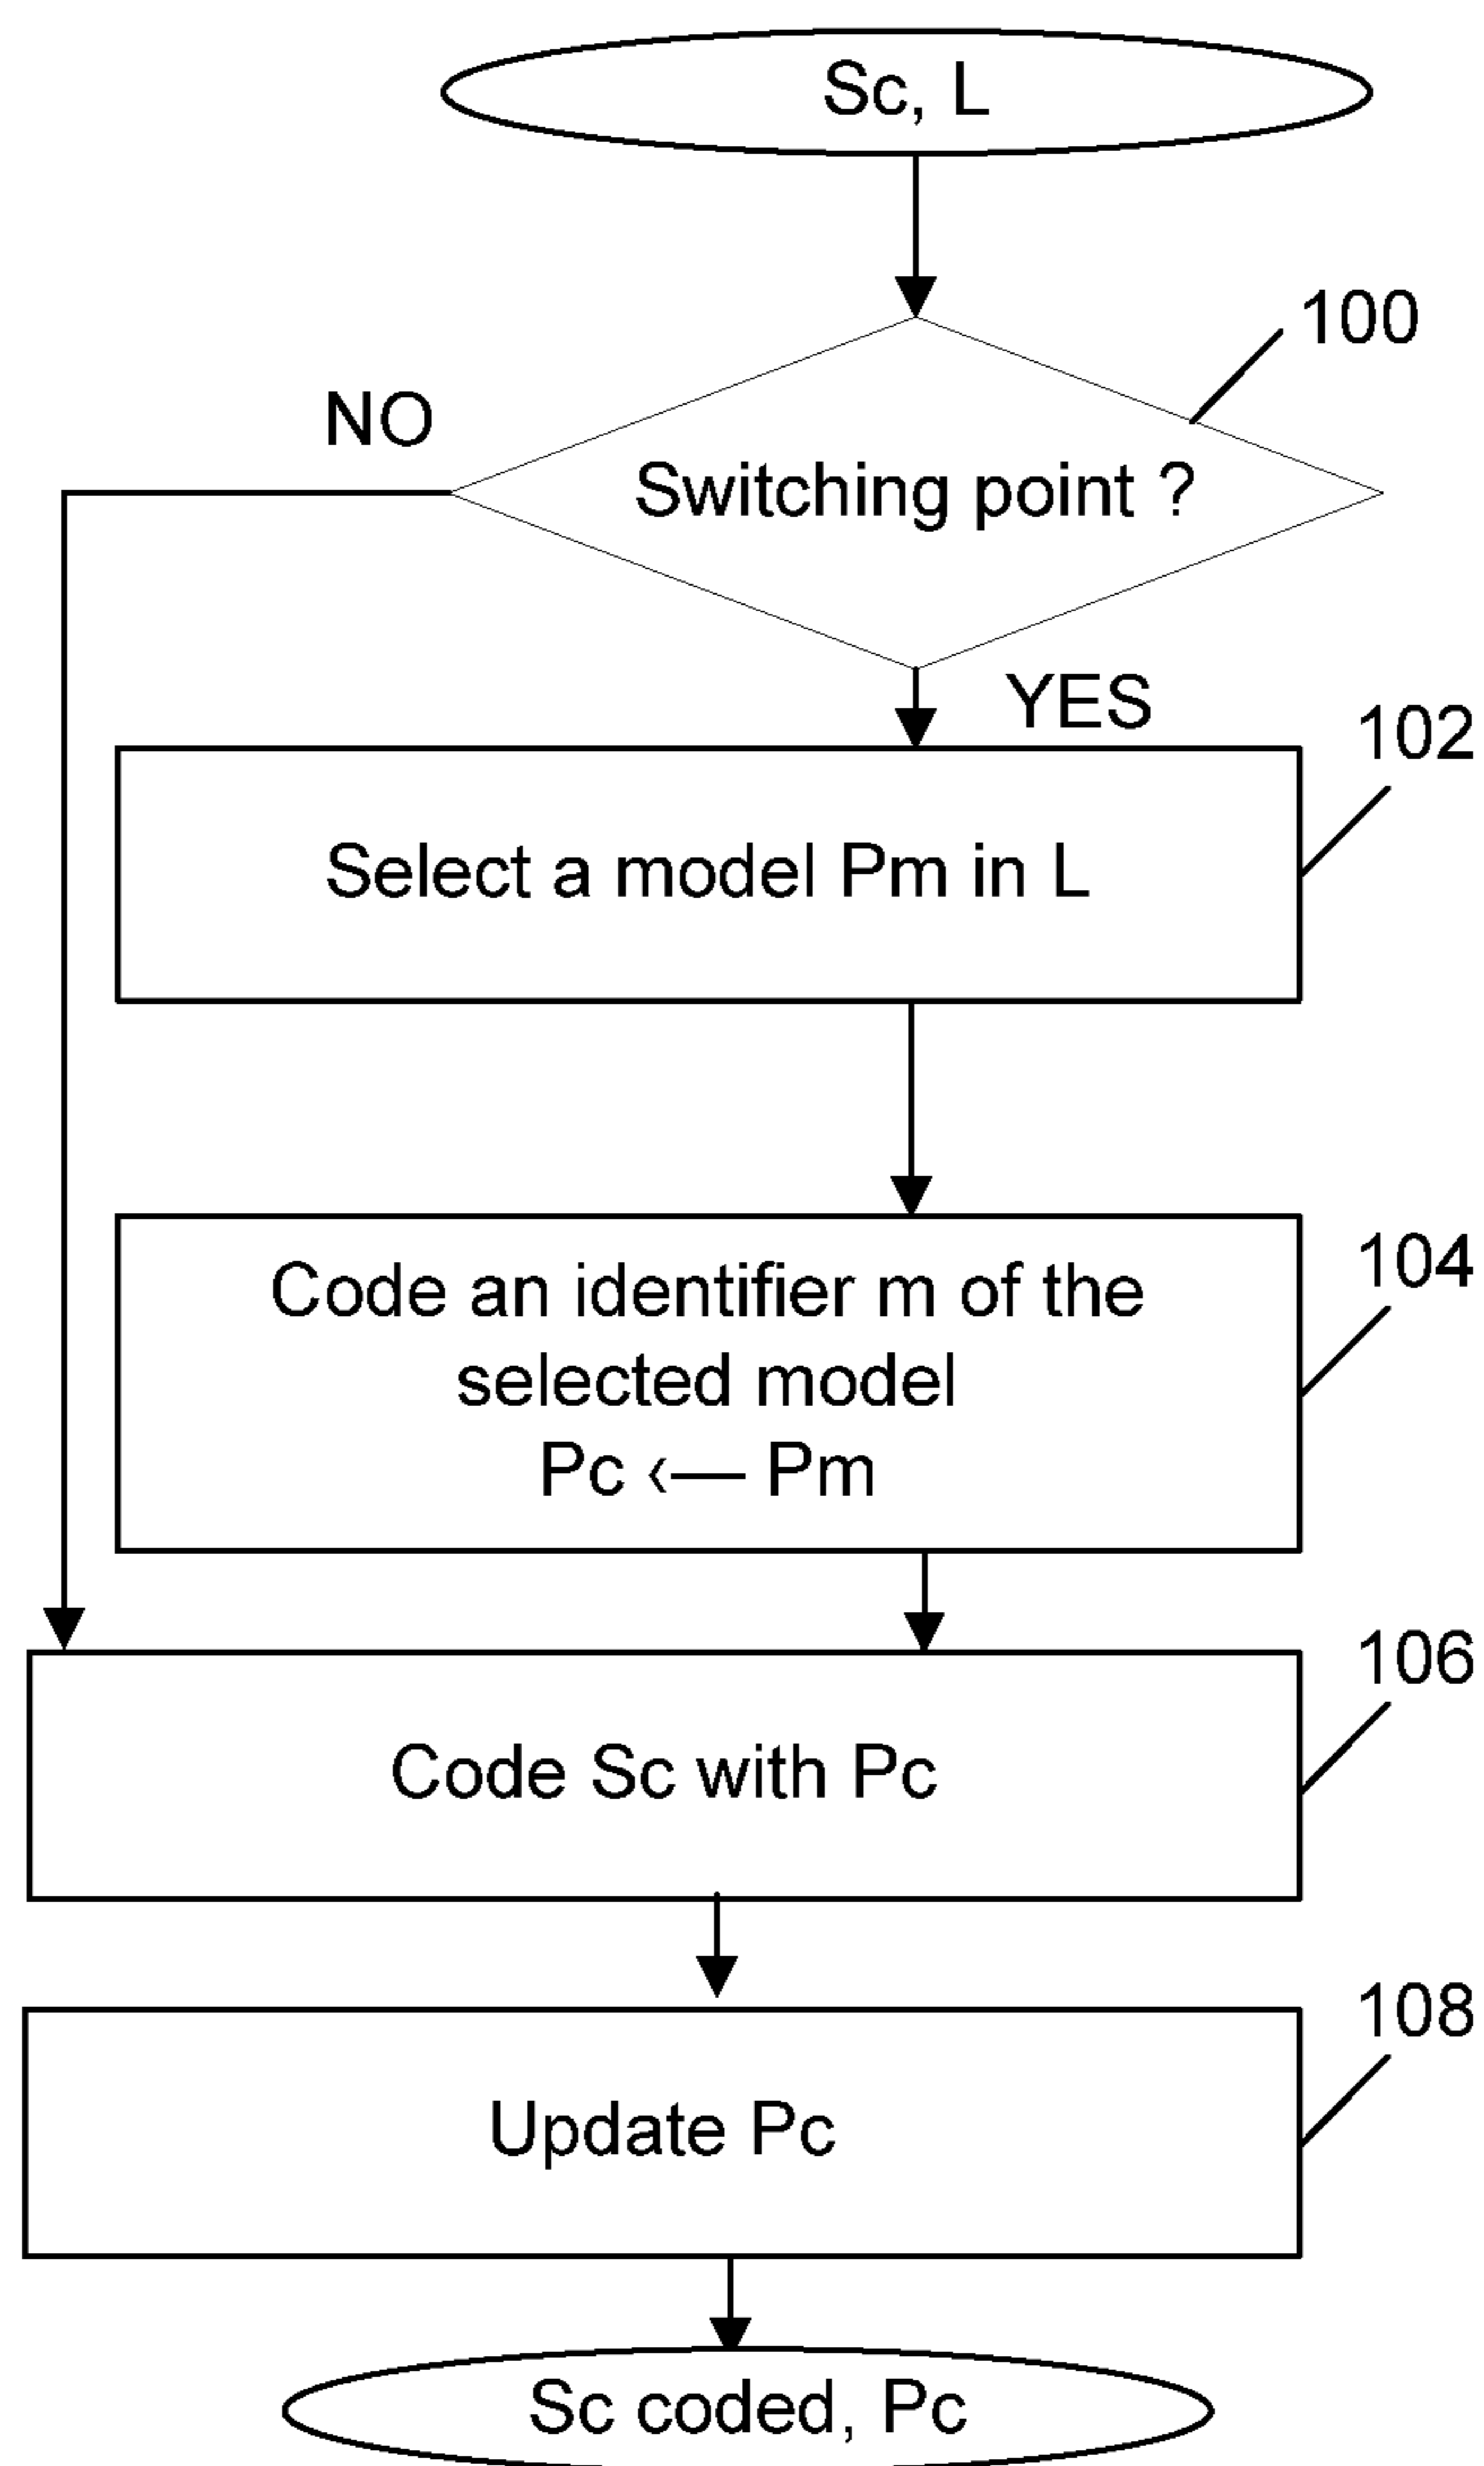 Sc, L
100
NO
Switching point ?
YES
102
Select a model Pm in L
104
Code an identifier m of the
selected model
Pc ‹— Pm
106
Code Sc with Pc
108
Update Pc
Sc coded, Pc